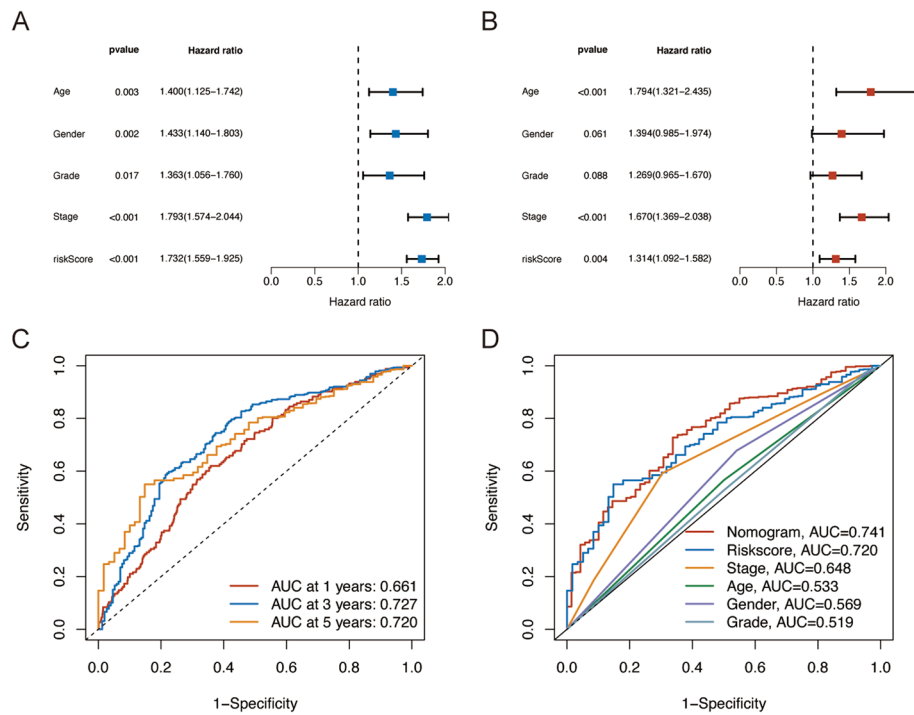 A
pvalue Hazard ratio
Age 0.003 1.400(1.125−1.742)
Gender 0.002 1.433(1.140−1.803)
Grade 0.017 1.363(1.056−1.760)
Stage <0.001 1.793(1.574−2.044)
riskScore <0.001 1.732(1.559−1.925)
0.0 0.5 1.0 1.5 2.0
Hazard ratio
B
pvalue Hazard ratio
Age <0.001 1.794(1.321−2.435)
Gender 0.061 1.394(0.985−1.974)
Grade 0.088 1.269(0.965−1.670)
Stage <0.001 1.670(1.369−2.038)
riskScore 0.004 1.314(1.092−1.582)
0.0 0.5 1.0 1.5 2.0
Hazard ratio
C
Sensitivity
1.0
0.8
0.6
0.4
0.2
0.0
AUC at 1 years: 0.661
AUC at 3 years: 0.727
AUC at 5 years: 0.720
0.0 0.2 0.4 0.6 0.8 1.0
1−Specificity
D
Sensitivity
1.0
0.8
0.6
0.4
0.2
0.0
Nomogram, AUC=0.741
Riskscore, AUC=0.720
Stage, AUC=0.648
Age, AUC=0.533
Gender, AUC=0.569
Grade, AUC=0.519
0.0 0.2 0.4 0.6 0.8 1.0
1−Specificity